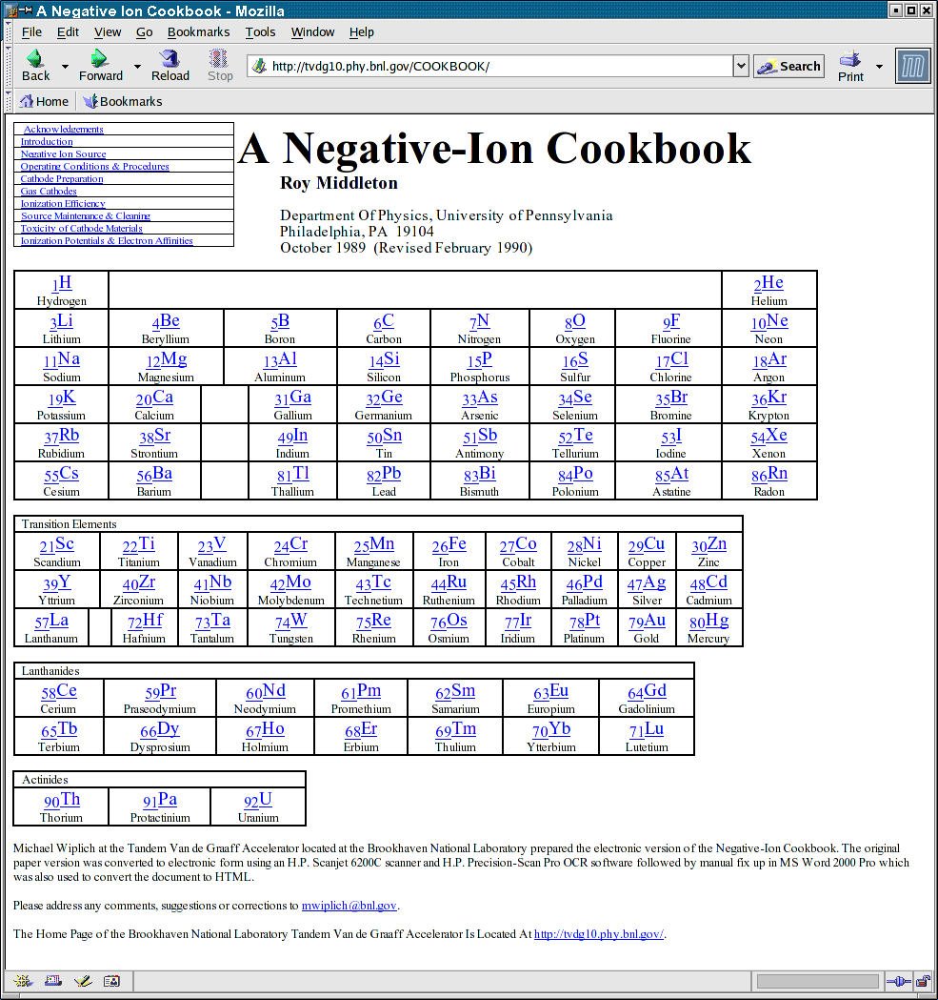 A Negative Ion Cookbook - Mozilla
File Edit View Go Bookmarks Tools Window Help
Back Forward Reload Stop http://tvdg10.phy.bnl.gov/COOKBOOK/ Search Print
Home Bookmarks
Acknowledgements
Introduction
Negative Ion Source
Operating Conditions & Procedures
Cathode Preparation
Gas Cathodes
Ionization Efficiency
Source Maintenance & Cleaning
Toxicity of Cathode Materials
Ionization Potentials & Electron Affinities
A Negative-Ion Cookbook
Roy Middleton
Department Of Physics, University of Pennsylvania
Philadelphia, PA 19104
October 1989 (Revised February 1990)
1H 2He
Hydrogen Helium
3Li 4Be 5B 6C 7N 8O 9F 10Ne
Lithium Beryllium Boron Carbon Nitrogen Oxygen Fluorine Neon
11Na 12Mg 13Al 14Si 15P 16S 17Cl 18Ar
Sodium Magnesium Aluminum Silicon Phosphorus Sulfur Chlorine Argon
19K 20Ca 31Ga 32Ge 33As 34Se 35Br 36Kr
Potassium Calcium Gallium Germanium Arsenic Selenium Bromine Krypton
37Rb 38Sr 49In 50Sn 51Sb 52Te 53I 54Xe
Rubidium Strontium Indium Tin Antimony Tellurium Iodine Xenon
55Cs 56Ba 81Tl 82Pb 83Bi 84Po 85At 86Rn
Cesium Barium Thallium Lead Bismuth Polonium Astatine Radon
Transition Elements
21Sc 22Ti 23V 24Cr 25Mn 26Fe 27Co 28Ni 29Cu 30Zn
Scandium Titanium Vanadium Chromium Manganese Iron Cobalt Nickel Copper Zinc
39Y 40Zr 41Nb 42Mo 43Tc 44Ru 45Rh 46Pd 47Ag 48Cd
Yttrium Zirconium Niobium Molybdenum Technetium Ruthenium Rhodium Palladium Silver Cadmium
57La 72Hf 73Ta 74W 75Re 76Os 77Ir 78Pt 79Au 80Hg
Lanthanum Hafnium Tantalum Tungsten Rhenium Osmium Iridium Platinum Gold Mercury
Lanthanides
58Ce 59Pr 60Nd 61Pm 62Sm 63Eu 64Gd
Cerium Praseodymium Neodymium Promethium Samarium Europium Gadolinium
65Tb 66Dy 67Ho 68Er 69Tm 70Yb 71Lu
Terbium Dysprosium Holmium Erbium Thulium Ytterbium Lutetium
Actinides
90Th 91Pa 92U
Thorium Protactinium Uranium
Michael Wiplich at the Tandem Van de Graaff Accelerator located at the Brookhaven National Laboratory prepared the electronic version of the Negative-Ion Cookbook. The original
paper version was converted to electronic form using an H.P. Scanjet 6200C scanner and H.P. Precision-Scan Pro OCR software followed by manual fix up in MS Word 2000 Pro which
was also used to convert the document to HTML.
Please address any comments, suggestions or corrections to mwiplich@bnl.gov.
The Home Page of the Brookhaven National Laboratory Tandem Van de Graaff Accelerator Is Located At http://tvdg10.phy.bnl.gov/.